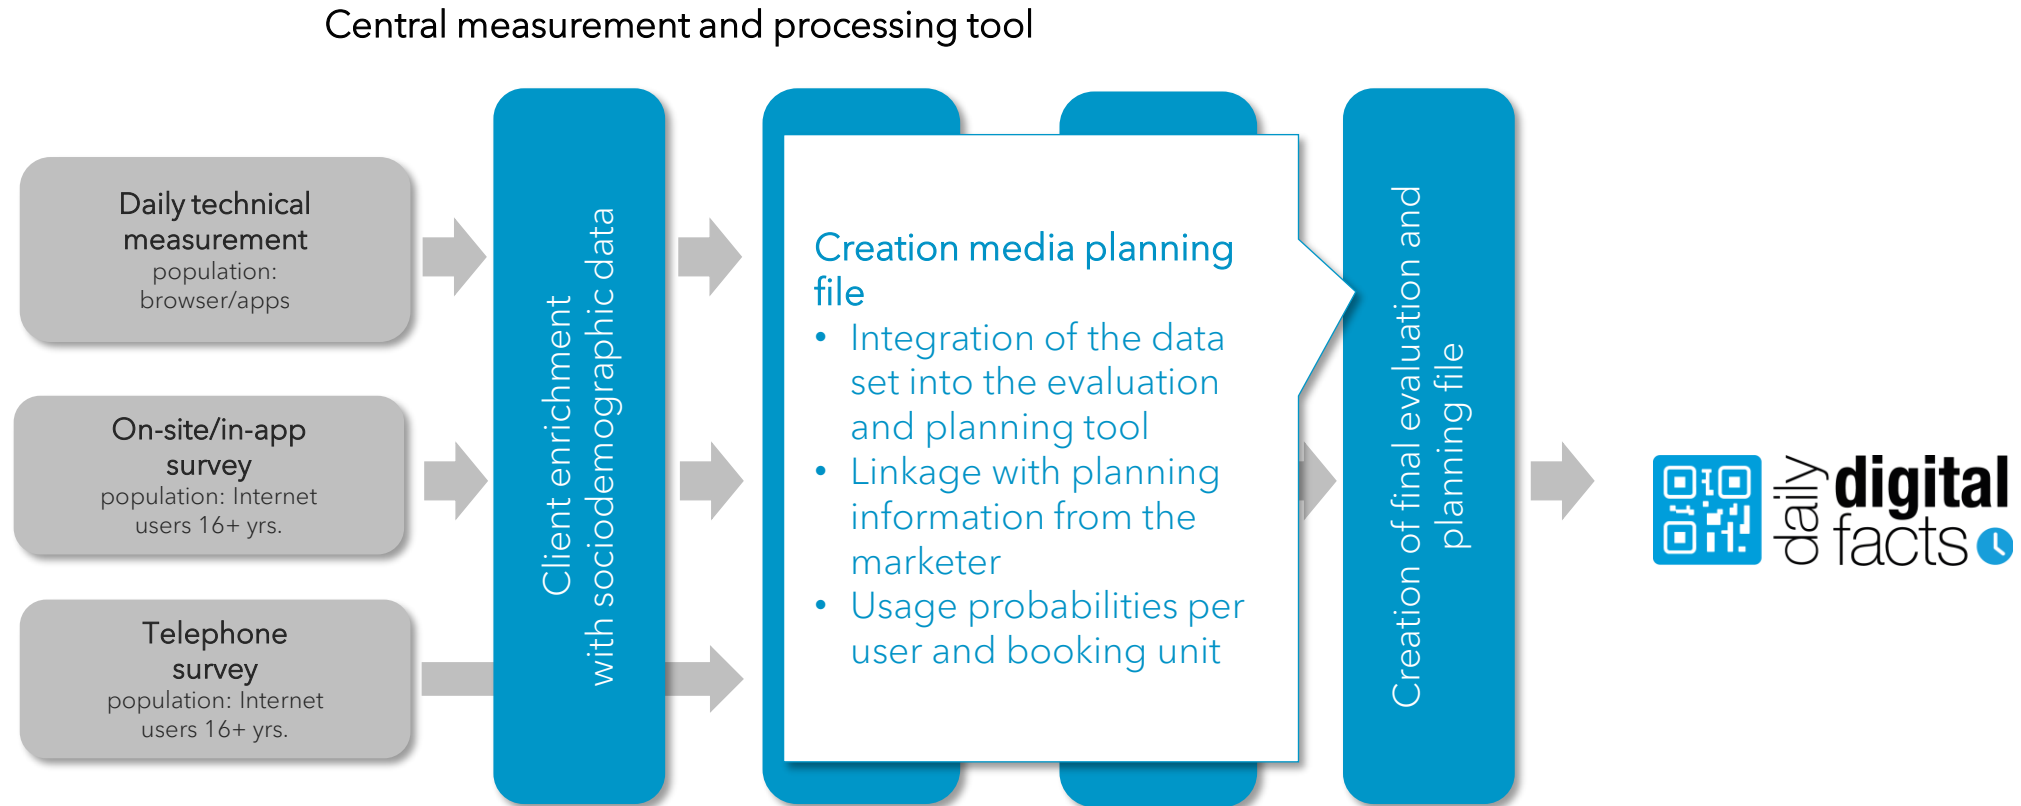 Central measurement and processing tool
Daily technical
measurement
population:
browser/apps
On-site/in-app
survey
population: Internet
users 16+ yrs.
Telephone
survey
population: Internet
users 16+ yrs.
Client enrichment
with sociodemographic data
Creation media planning
file
• Integration of the data
set into the evaluation
and planning tool
• Linkage with planning
information from the
marketer
• Usage probabilities per
user and booking unit
Creation of final evaluation and
planning file
daily
digital
facts